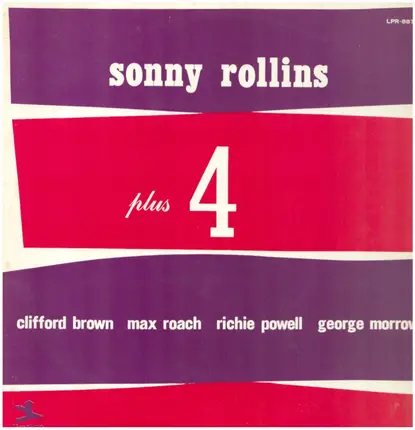 LPR-881
sonny rollins
plus 4
clifford brown max roach richie powell george morrow